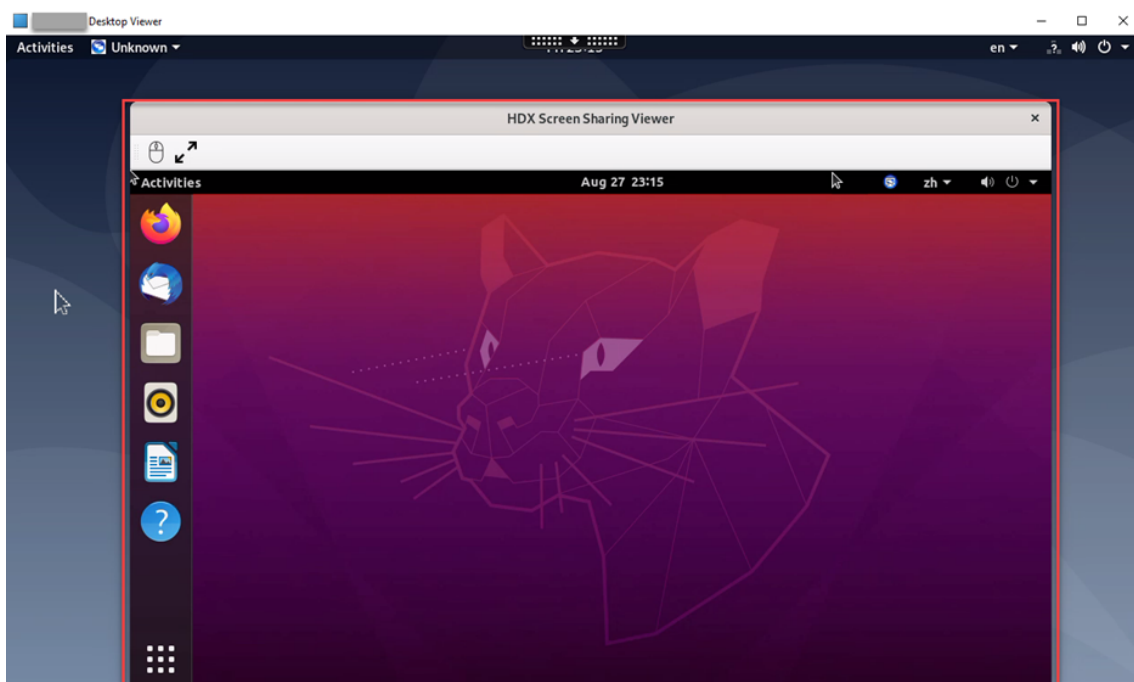 Desktop Viewer
Activities Unknown en
HDX Screen Sharing Viewer
Activities Aug 27 23:15 zh